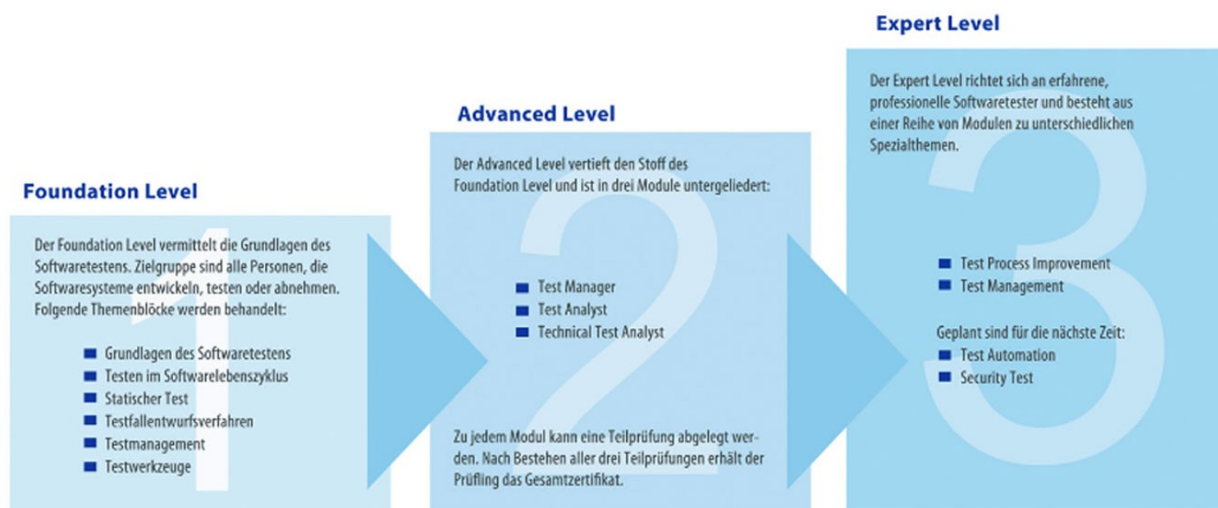 Foundation Level
1
Der Foundation Level vermittelt die Grundlagen des
Softwaretestens. Zielgruppe sind alle Personen, die
Softwaresysteme entwickeln, testen oder abnehmen.
Folgende Themenblöcke werden behandelt:
Grundlagen des Softwaretestens
Testen im Softwarelebenszyklus
Statischer Test
Testfallentwurfsverfahren
Testmanagement
Testwerkzeuge
Advanced Level
2
Der Advanced Level vertieft den Stoff des
Foundation Level und ist in drei Module untergeliedert:
Test Manager
Test Analyst
Technical Test Analyst
Zu jedem Modul kann eine Teilprüfung abgelegt wer-
den. Nach Bestehen aller drei Teilprüfungen erhält der
Prüfling das Gesamtzertifikat.
Expert Level
3
Der Expert Level richtet sich an erfahrene,
professionelle Softwaretester und besteht aus
einer Reihe von Modulen zu unterschiedlichen
Spezialthemen.
Test Process Improvement
Test Management
Geplant sind für die nächste Zeit:
Test Automation
Security Test